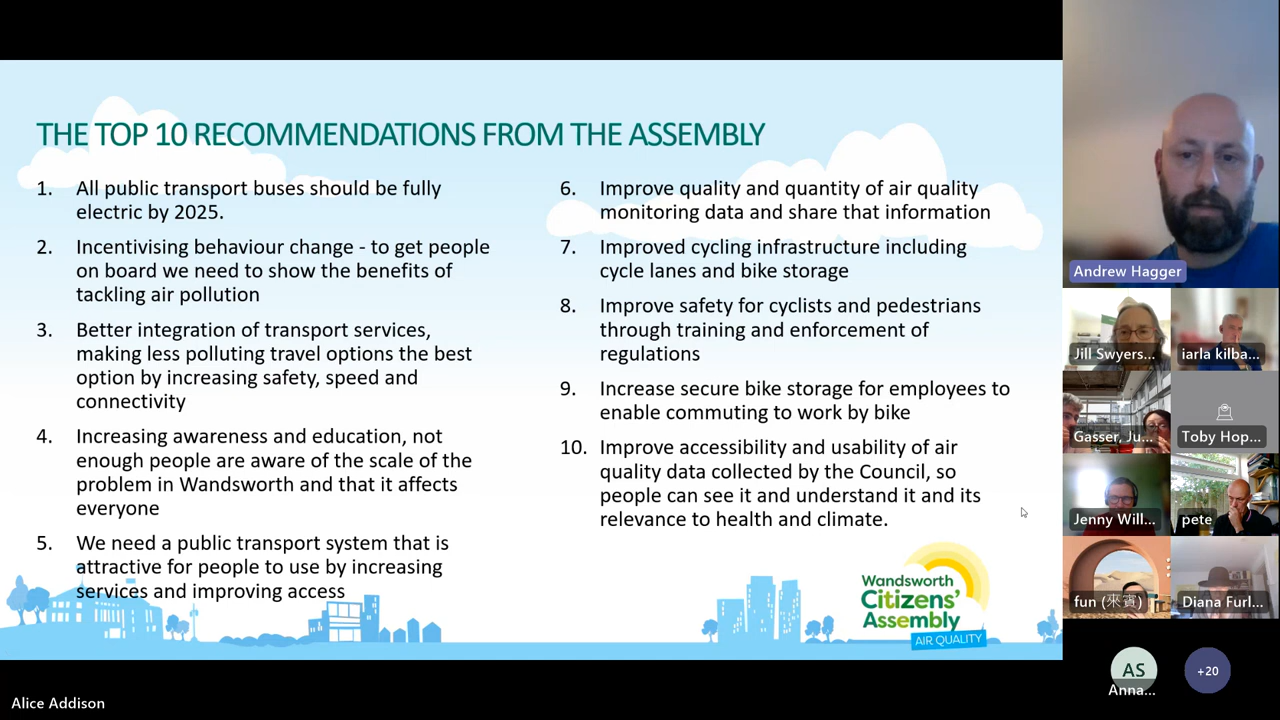 THE TOP 10 RECOMMENDATIONS FROM THE ASSEMBLY
1. All public transport buses should be fully
electric by 2025.
2. Incentivising behaviour change - to get people
on board we need to show the benefits of
tackling air pollution
3. Better integration of transport services,
making less polluting travel options the best
option by increasing safety, speed and
connectivity
4. Increasing awareness and education, not
enough people are aware of the scale of the
problem in Wandsworth and that it affects
everyone
5. We need a public transport system that is
attractive for people to use by increasing
services and improving access
6. Improve quality and quantity of air quality
monitoring data and share that information
7. Improved cycling infrastructure including
cycle lanes and bike storage
8. Improve safety for cyclists and pedestrians
through training and enforcement of
regulations
9. Increase secure bike storage for employees to
enable commuting to work by bike
10. Improve accessibility and usability of air
quality data collected by the Council, so
people can see it and understand it and its
relevance to health and climate.
Wandsworth
Citizens'
Assembly
AIR QUALITY
Andrew Hagger
Jill Swyers...
iarla kilba...
Gasser, Ju...
Toby Hop...
Jenny Will...
pete
fun (來賓)
Diana Furl...
AS
Anna...
+20
Alice Addison